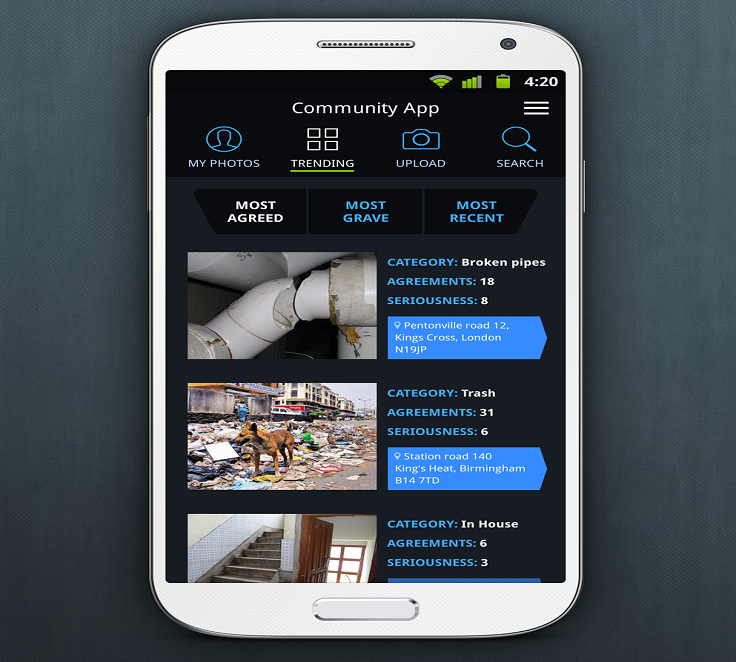 4:20
Community App
MY PHOTOS
TRENDING
UPLOAD
SEARCH
MOST
AGREED
MOST
GRAVE
MOST
RECENT
CATEGORY: Broken pipes
AGREEMENTS: 18
SERIOUSNESS: 8
Pentonville road 12,
Kings Cross, London
N19JP
CATEGORY: Trash
AGREEMENTS: 31
SERIOUSNESS: 6
Station road 140
King's Heat, Birmingham
B14 7TD
CATEGORY: In House
AGREEMENTS: 6
SERIOUSNESS: 3